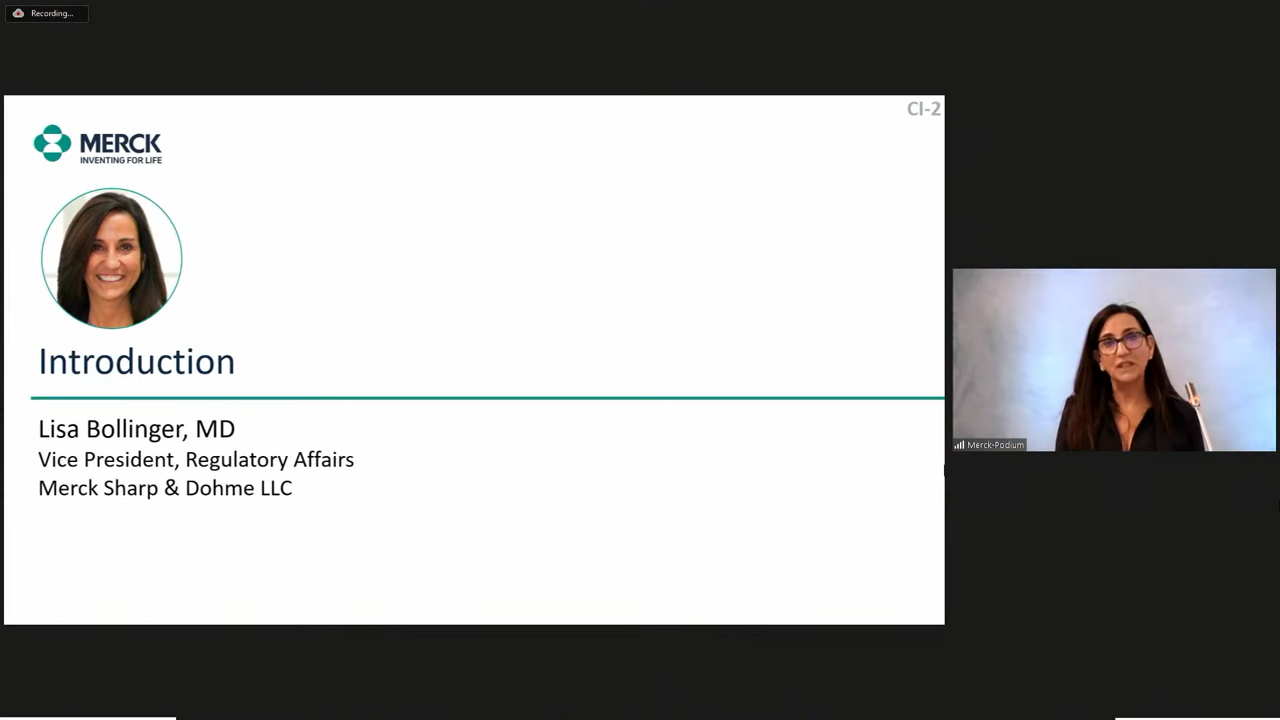 Recording...
CI-2
MERCK
INVENTING FOR LIFE
Introduction
Lisa Bollinger, MD
Vice President, Regulatory Affairs
Merck Sharp & Dohme LLC
Merck-Podium